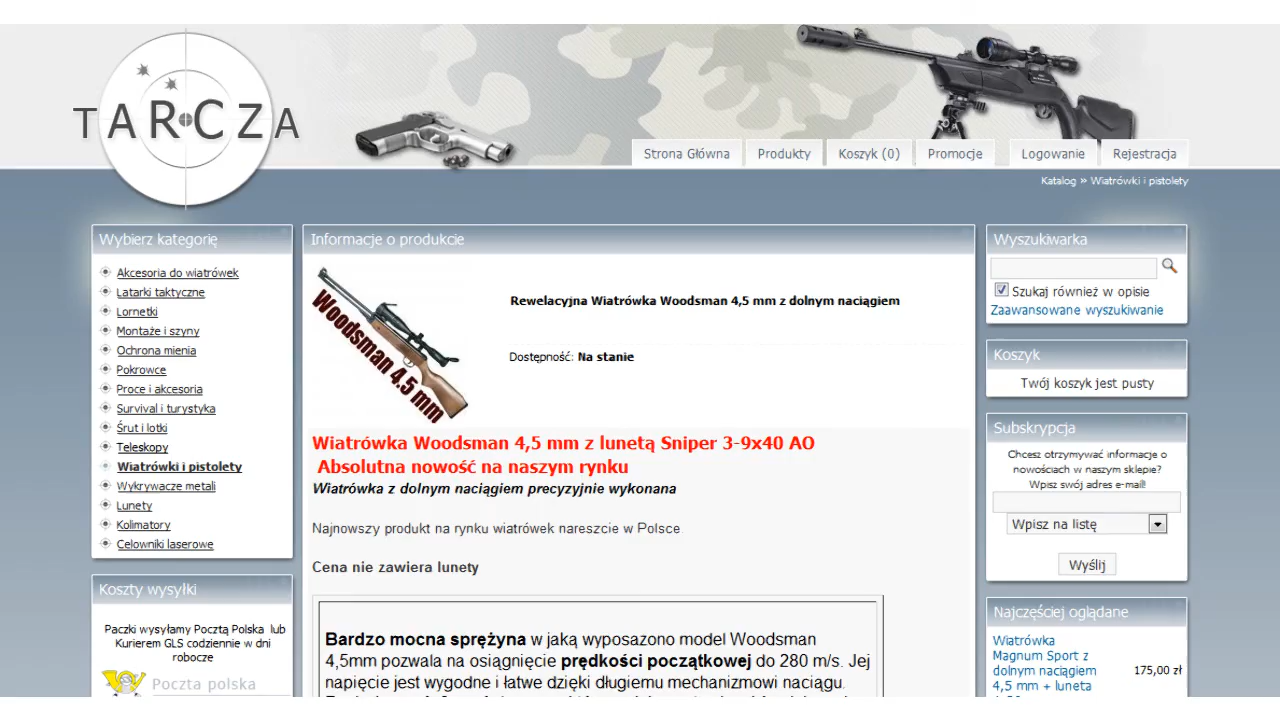 TARCZA
Strona Główna
Produkty
Koszyk (0)
Promocje
Logowanie
Rejestracja
Katalog » Wiatrówki i pistolety
Wybierz kategorię
Akcesoria do wiatrówek
Latarki taktyczne
Lornetki
Montaże i szyny
Ochrona mienia
Pokrowce
Proce i akcesoria
Survival i turystyka
Śrut i lotki
Teleskopy
Wiatrówki i pistolety
Wykrywacze metali
Lunety
Kolimatory
Celowniki laserowe
Koszty wysyłki
Paczki wysyłamy Pocztą Polska lub
Kurierem GLS codziennie w dni
robocze
Poczta polska
Informacje o produkcie
Woodsman 4.5 mm
Rewelacyjna Wiatrówka Woodsman 4,5 mm z dolnym naciągiem
Dostępność: Na stanie
Wiatrówka Woodsman 4,5 mm z lunetą Sniper 3-9x40 AO
Absolutna nowość na naszym rynku
Wiatrówka z dolnym naciągiem precyzyjnie wykonana
Najnowszy produkt na rynku wiatrówek nareszcie w Polsce
Cena nie zawiera lunety
Bardzo mocna sprężyna w jaką wyposazono model Woodsman
4,5mm pozwala na osiągnięcie prędkości początkowej do 280 m/s. Jej
napięcie jest wygodne i łatwe dzięki długiemu mechanizmowi naciągu.
Wyszukiwarka
Szukaj również w opisie
Zaawansowane wyszukiwanie
Koszyk
Twój koszyk jest pusty
Subskrypcja
Chcesz otrzymywać informacje o
nowościach w naszym sklepie?
Wpisz swój adres e-mail!
Wpisz na listę
Wyślij
Najczęściej oglądane
Wiatrówka
Magnum Sport z
dolnym naciągiem
4,5 mm + luneta
175,00 zł